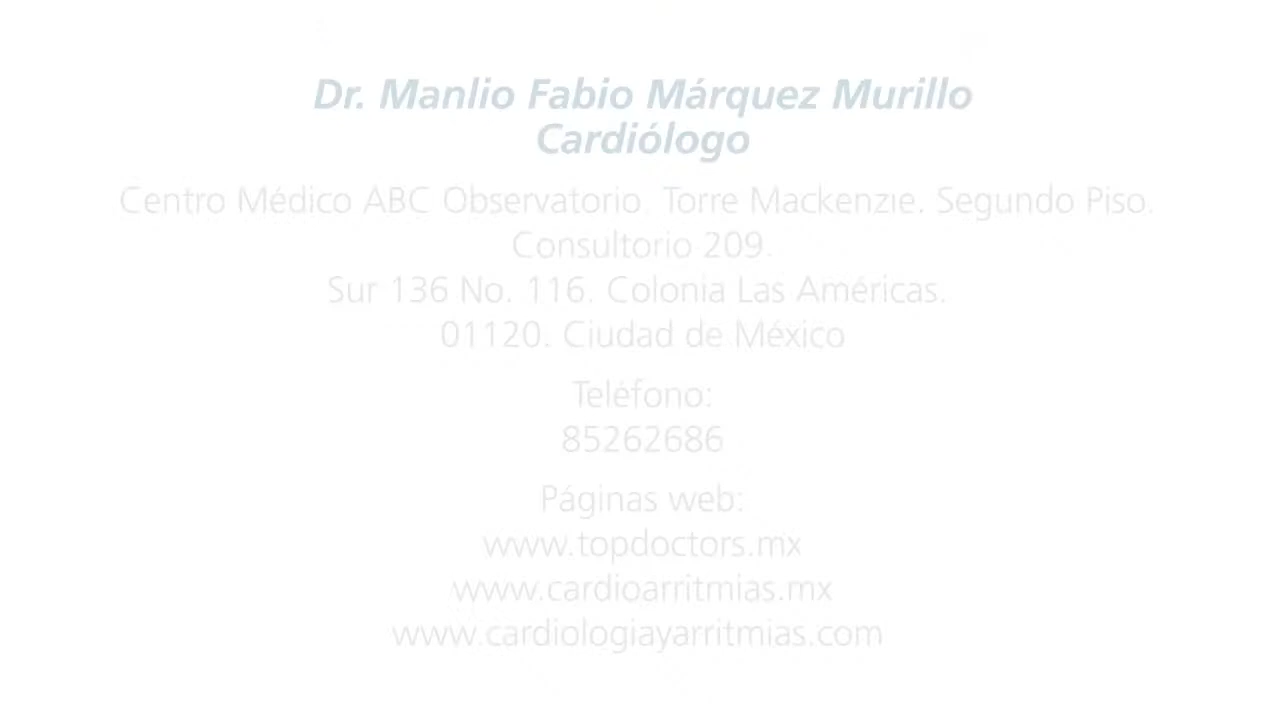 Dr. Manlio Fabio Márquez Murillo
Cardiólogo
Centro Médico ABC Observatorio. Torre Mackenzie. Segundo Piso.
Consultorio 209.
Sur 136 No. 116. Colonia Las Américas.
01120. Ciudad de México
Teléfono:
85262686
Páginas web:
www.topdoctors.mx
www.cardioarritmias.mx
www.cardiologiayarritmias.com